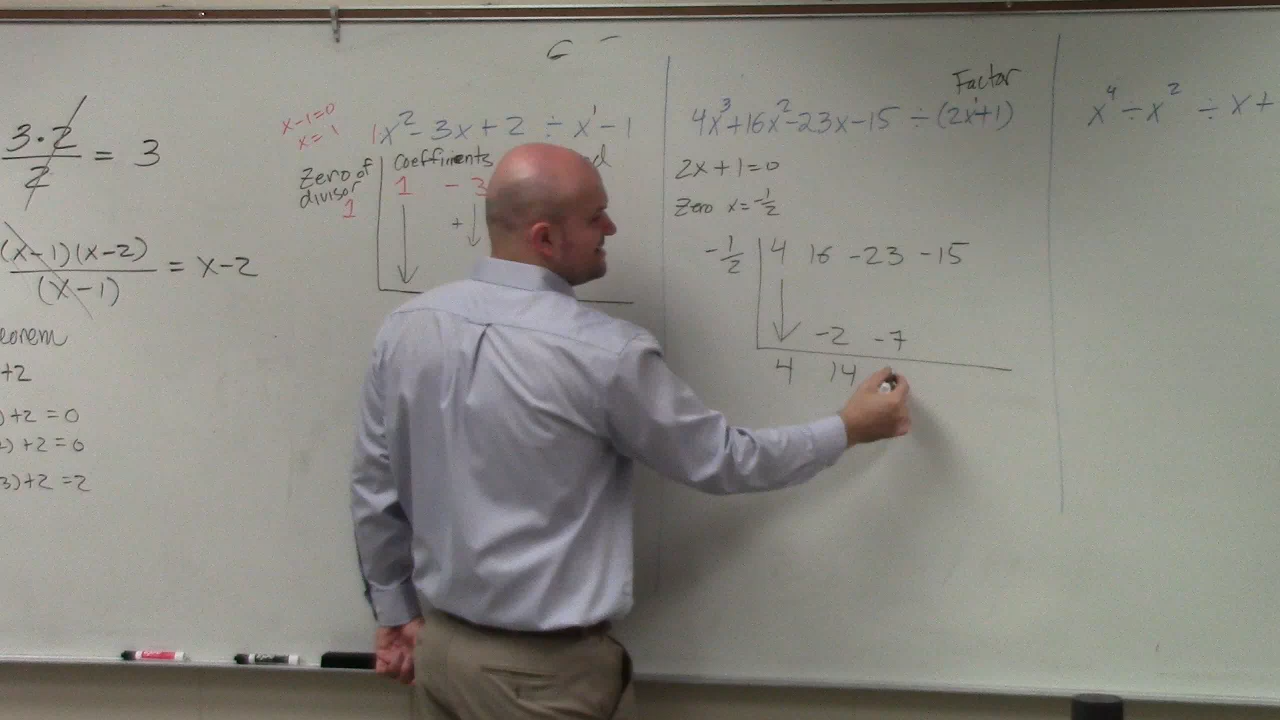 3·2
2
= 3
(x-1)(x-2)
(x-1)
= x-2
eorem
+2
)+2 =0
)+2 =0
3)+2 =2
x-1=0
x=1
1x²-3x+2 ÷ x¹-1
Zero of
divisor
1
Coefficients
1 -3
+
Factor
4x³+16x²-23x-15 ÷(2x¹+1)
2x+1=0
Zero x=-1/2
-1/2 4 16 -23 -15
-2 -7
4 14
x⁴ ÷ x² ÷ x+